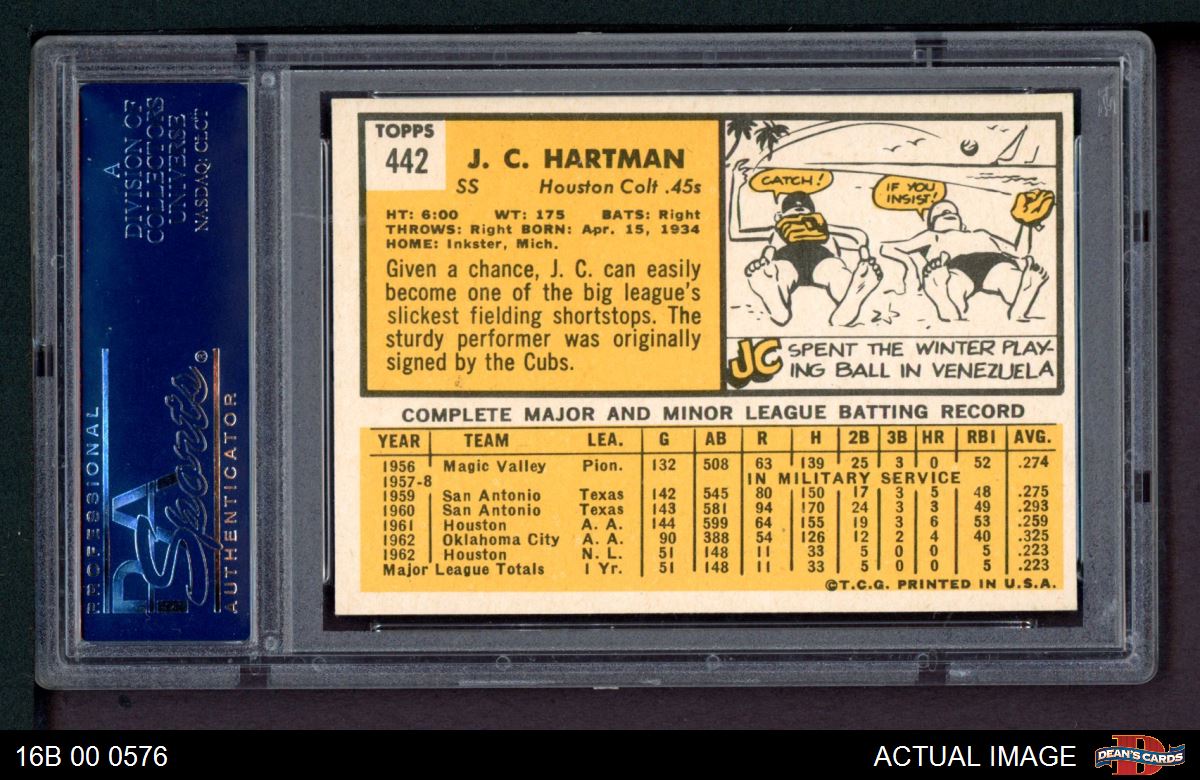 A
DIVISION OF
COLLECTORS
UNIVERSE
NASDAQ: CLCT
PROFESSIONAL
PSA
Sports®
AUTHENTICATOR
TOPPS
442
J. C. HARTMAN
SS Houston Colt .45s
HT: 6:00 WT: 175 BATS: Right
THROWS: Right BORN: Apr. 15, 1934
HOME: Inkster, Mich.
Given a chance, J. C. can easily
become one of the big league's
slickest fielding shortstops. The
sturdy performer was originally
signed by the Cubs.
CATCH!
IF YOU
INSIST!
JC SPENT THE WINTER PLAY-
ING BALL IN VENEZUELA
COMPLETE MAJOR AND MINOR LEAGUE BATTING RECORD
YEAR TEAM LEA. G AB R H 2B 3B HR RBI AVG.
1956 Magic Valley Pion. 132 508 63 139 25 3 0 52 .274
1957-8 IN MILITARY SERVICE
1959 San Antonio Texas 142 545 80 150 17 3 5 48 .275
1960 San Antonio Texas 143 581 94 170 24 3 3 49 .293
1961 Houston A. A. 144 599 64 155 19 3 6 53 .259
1962 Oklahoma City A. A. 90 388 54 126 12 2 4 40 .325
1962 Houston N. L. 51 148 11 33 5 0 0 5 .223
Major League Totals 1 Yr. 51 148 11 33 5 0 0 5 .223
©T.C.G. PRINTED IN U.S.A.
16B 00 0576
ACTUAL IMAGE
D
DEAN'S CARDS